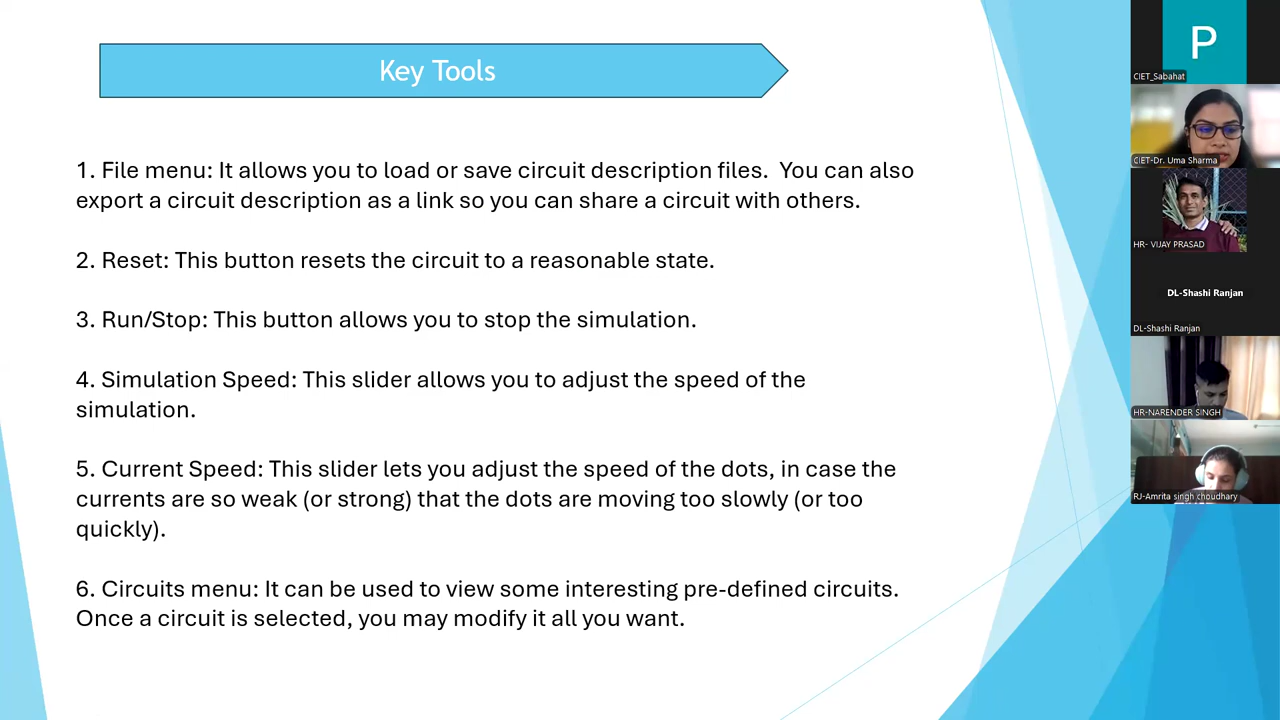 Key Tools
1. File menu: It allows you to load or save circuit description files.  You can also
export a circuit description as a link so you can share a circuit with others.
2. Reset: This button resets the circuit to a reasonable state.
3. Run/Stop: This button allows you to stop the simulation.
4. Simulation Speed: This slider allows you to adjust the speed of the
simulation.
5. Current Speed: This slider lets you adjust the speed of the dots, in case the
currents are so weak (or strong) that the dots are moving too slowly (or too
quickly).
6. Circuits menu: It can be used to view some interesting pre-defined circuits.
Once a circuit is selected, you may modify it all you want.
P
CIET_Sabahat
CIET-Dr. Uma Sharma
HR- VIJAY PRASAD
DL-Shashi Ranjan
DL-Shashi Ranjan
HR-NARENDER SINGH
RJ-Amrita singh choudhary